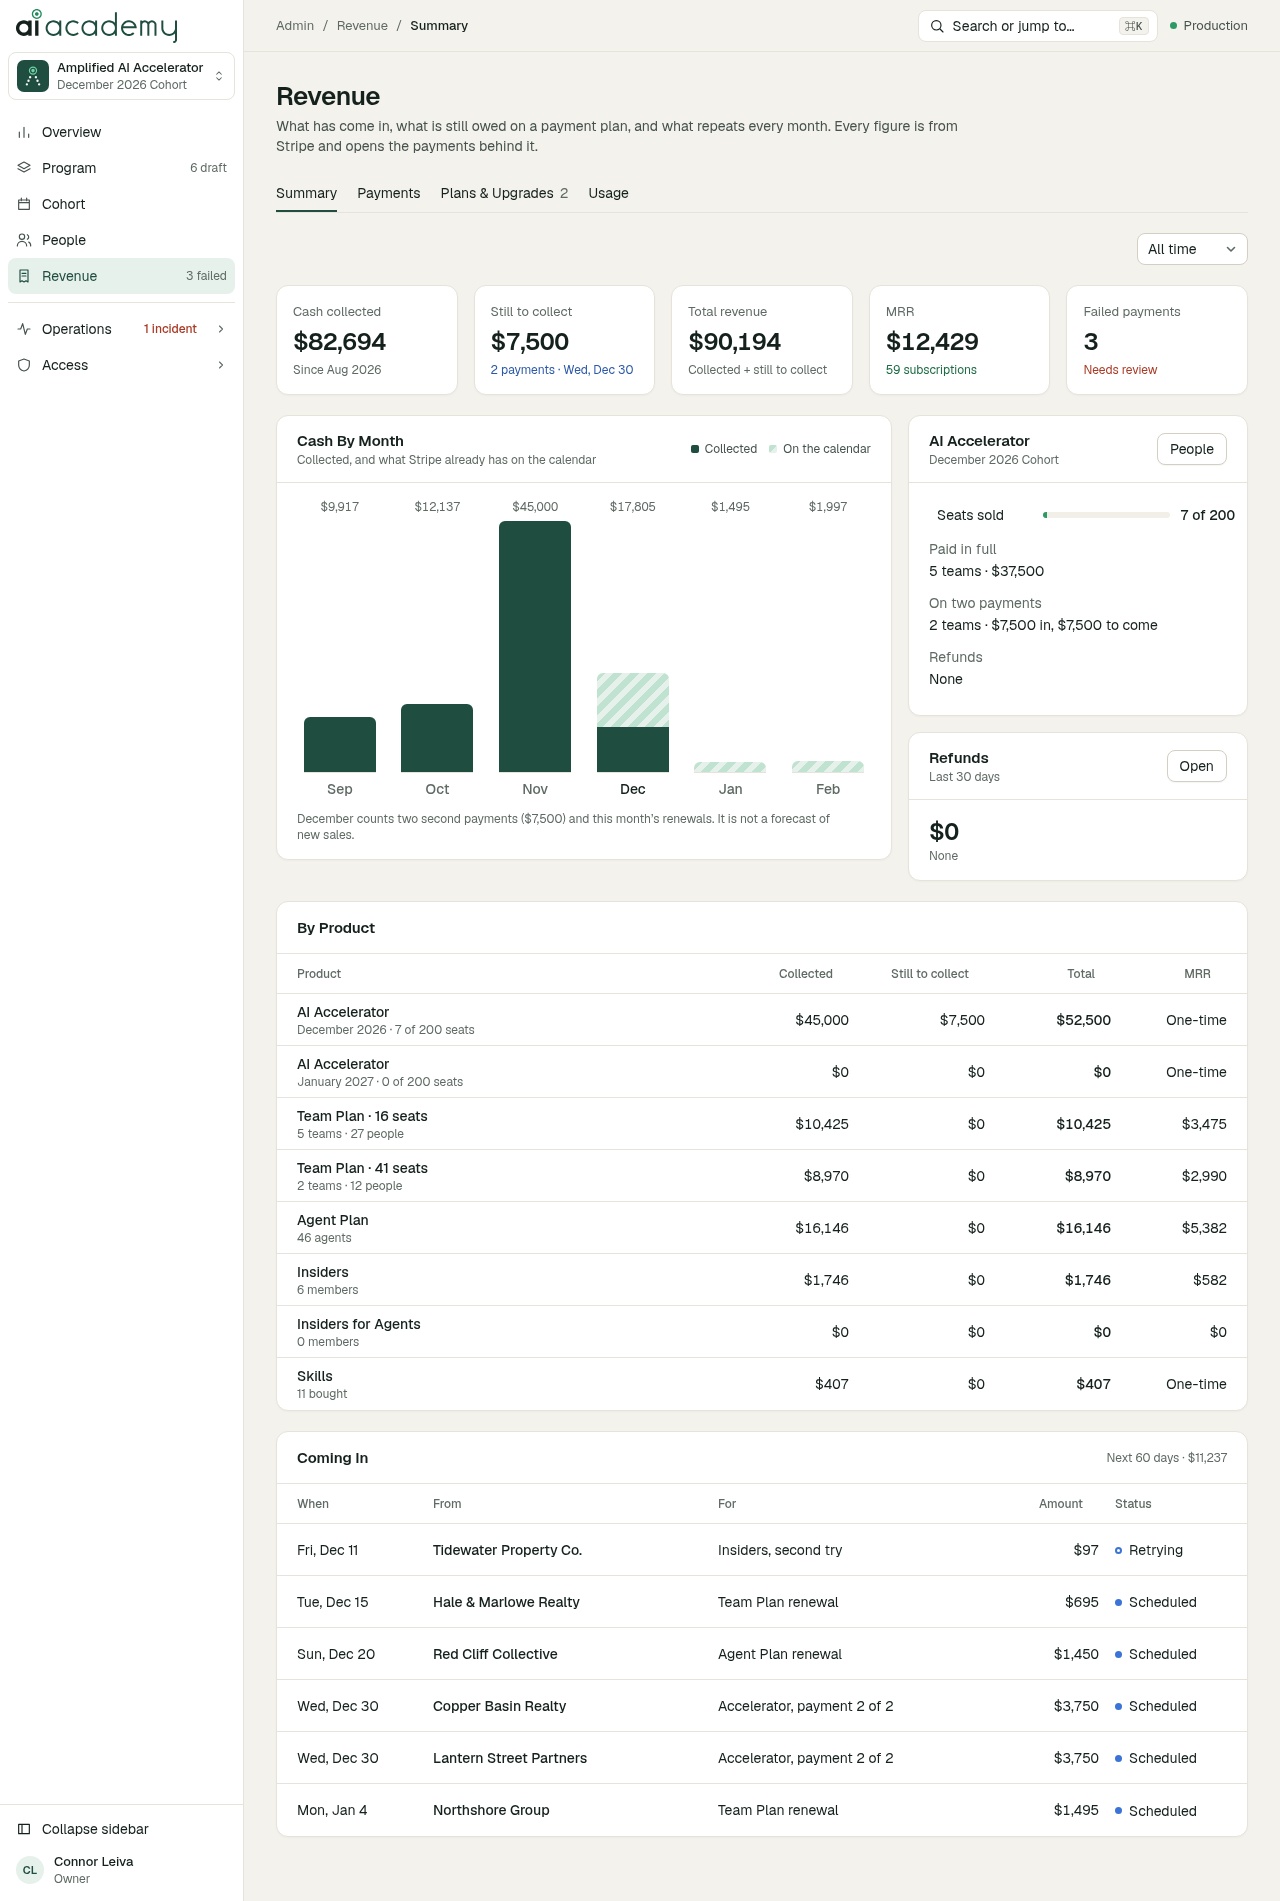 ai academy
Amplified AI Accelerator
December 2026 Cohort
Overview
Program 6 draft
Cohort
People
Revenue 3 failed
Operations 1 incident
Access
Collapse sidebar
CL
Connor Leiva
Owner
Admin / Revenue / Summary
Search or jump to... ⌘K
Production
Revenue
What has come in, what is still owed on a payment plan, and what repeats every month. Every figure is from
Stripe and opens the payments behind it.
Summary Payments Plans & Upgrades 2 Usage
All time
Cash collected
$82,694
Since Aug 2026
Still to collect
$7,500
2 payments · Wed, Dec 30
Total revenue
$90,194
Collected + still to collect
MRR
$12,429
59 subscriptions
Failed payments
3
Needs review
Cash By Month
Collected, and what Stripe already has on the calendar
Collected On the calendar
$9,917 $12,137 $45,000 $17,805 $1,495 $1,997
Sep Oct Nov Dec Jan Feb
December counts two second payments ($7,500) and this month's renewals. It is not a forecast of
new sales.
AI Accelerator
December 2026 Cohort
People
Seats sold 7 of 200
Paid in full
5 teams · $37,500
On two payments
2 teams · $7,500 in, $7,500 to come
Refunds
None
Refunds
Last 30 days
Open
$0
None
By Product
Product Collected Still to collect Total MRR
AI Accelerator
December 2026 · 7 of 200 seats
$45,000 $7,500 $52,500 One-time
AI Accelerator
January 2027 · 0 of 200 seats
$0 $0 $0 One-time
Team Plan · 16 seats
5 teams · 27 people
$10,425 $0 $10,425 $3,475
Team Plan · 41 seats
2 teams · 12 people
$8,970 $0 $8,970 $2,990
Agent Plan
46 agents
$16,146 $0 $16,146 $5,382
Insiders
6 members
$1,746 $0 $1,746 $582
Insiders for Agents
0 members
$0 $0 $0 $0
Skills
11 bought
$407 $0 $407 One-time
Coming In
Next 60 days · $11,237
When From For Amount Status
Fri, Dec 11 Tidewater Property Co. Insiders, second try $97 Retrying
Tue, Dec 15 Hale & Marlowe Realty Team Plan renewal $695 Scheduled
Sun, Dec 20 Red Cliff Collective Agent Plan renewal $1,450 Scheduled
Wed, Dec 30 Copper Basin Realty Accelerator, payment 2 of 2 $3,750 Scheduled
Wed, Dec 30 Lantern Street Partners Accelerator, payment 2 of 2 $3,750 Scheduled
Mon, Jan 4 Northshore Group Team Plan renewal $1,495 Scheduled